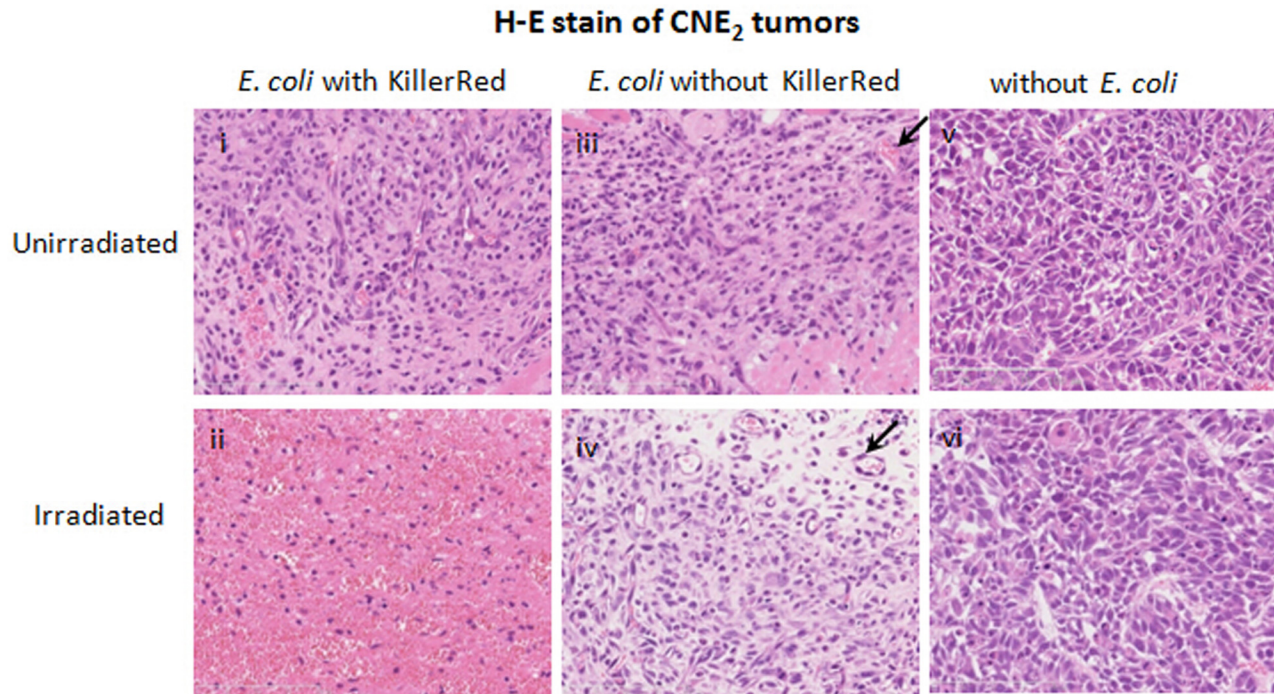 H-E stain of CNE₂ tumors
E. coli with KillerRed
E. coli without KillerRed
without E. coli
Unirradiated
i
iii
v
Irradiated
ii
iv
vi